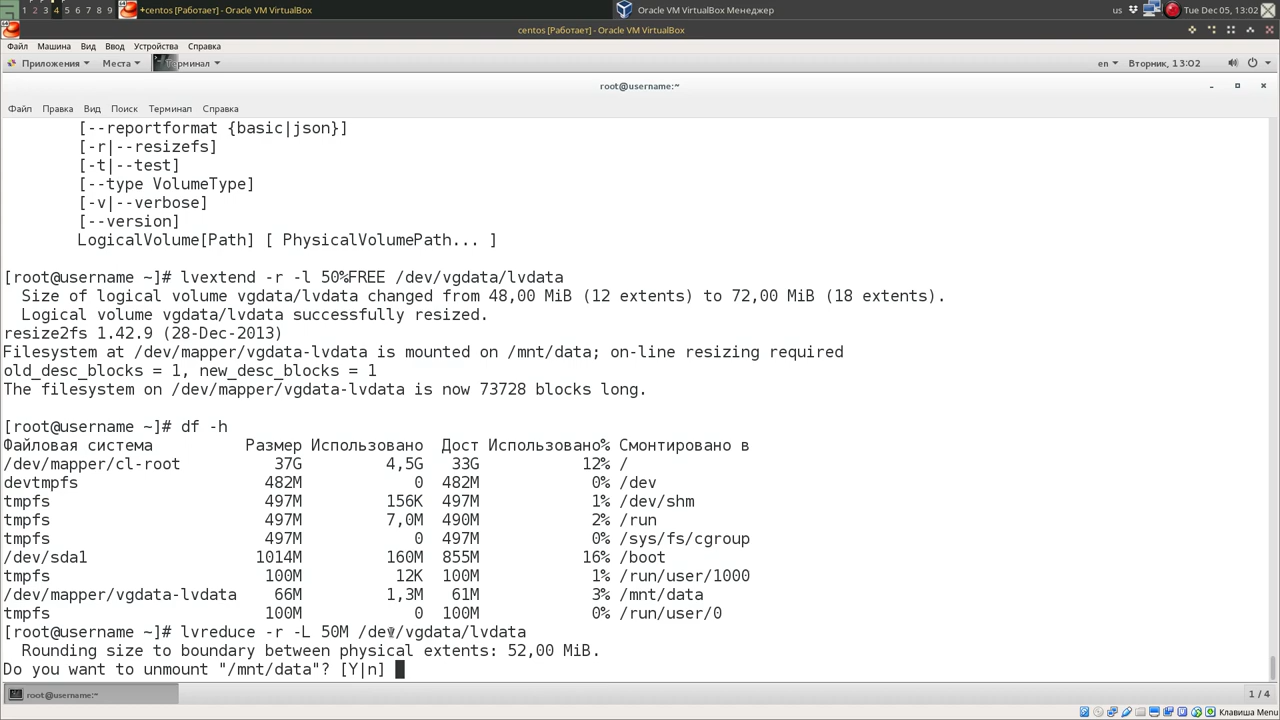 1 2 3 4 5 6 7 8 9 *centos [Работает] - Oracle VM VirtualBox Oracle VM VirtualBox Менеджер us Tue Dec 05, 13:02
centos [Работает] - Oracle VM VirtualBox
Файл Машина Вид Ввод Устройства Справка
Приложения Места Терминал en Вторник, 13:02
root@username:~
Файл Правка Вид Поиск Терминал Справка
[--reportformat {basic|json}]
[-r|--resizefs]
[-t|--test]
[--type VolumeType]
[-v|--verbose]
[--version]
LogicalVolume[Path] [ PhysicalVolumePath... ]
[root@username ~]# lvextend -r -l 50%FREE /dev/vgdata/lvdata
Size of logical volume vgdata/lvdata changed from 48,00 MiB (12 extents) to 72,00 MiB (18 extents).
Logical volume vgdata/lvdata successfully resized.
resize2fs 1.42.9 (28-Dec-2013)
Filesystem at /dev/mapper/vgdata-lvdata is mounted on /mnt/data; on-line resizing required
old_desc_blocks = 1, new_desc_blocks = 1
The filesystem on /dev/mapper/vgdata-lvdata is now 73728 blocks long.
[root@username ~]# df -h
Файловая система Размер Использовано Дост Использовано% Смонтировано в
/dev/mapper/cl-root 37G 4,5G 33G 12% /
devtmpfs 482M 0 482M 0% /dev
tmpfs 497M 156K 497M 1% /dev/shm
tmpfs 497M 7,0M 490M 2% /run
tmpfs 497M 0 497M 0% /sys/fs/cgroup
/dev/sda1 1014M 160M 855M 16% /boot
tmpfs 100M 12K 100M 1% /run/user/1000
/dev/mapper/vgdata-lvdata 66M 1,3M 61M 3% /mnt/data
tmpfs 100M 0 100M 0% /run/user/0
[root@username ~]# lvreduce -r -L 50M /dev/vgdata/lvdata
Rounding size to boundary between physical extents: 52,00 MiB.
Do you want to unmount "/mnt/data"? [Y|n]
root@username:~ 1 / 4
Клавиша Menu